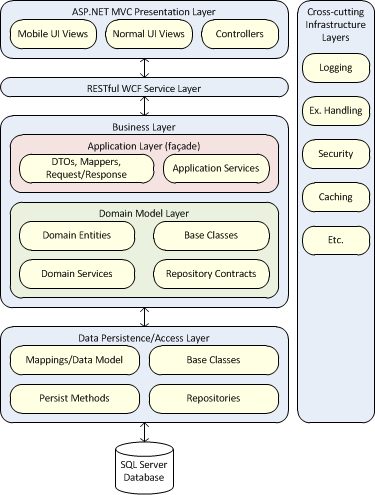 ASP.NET MVC Presentation Layer
Mobile UI Views
Normal UI Views
Controllers
RESTful WCF Service Layer
Business Layer
Application Layer (façade)
DTOs, Mappers,
Request/Response
Application Services
Domain Model Layer
Domain Entities
Base Classes
Domain Services
Repository Contracts
Data Persistence/Access Layer
Mappings/Data Model
Base Classes
Persist Methods
Repositories
SQL Server
Database
Cross-cutting
Infrastructure
Layers
Logging
Ex. Handling
Security
Caching
Etc.